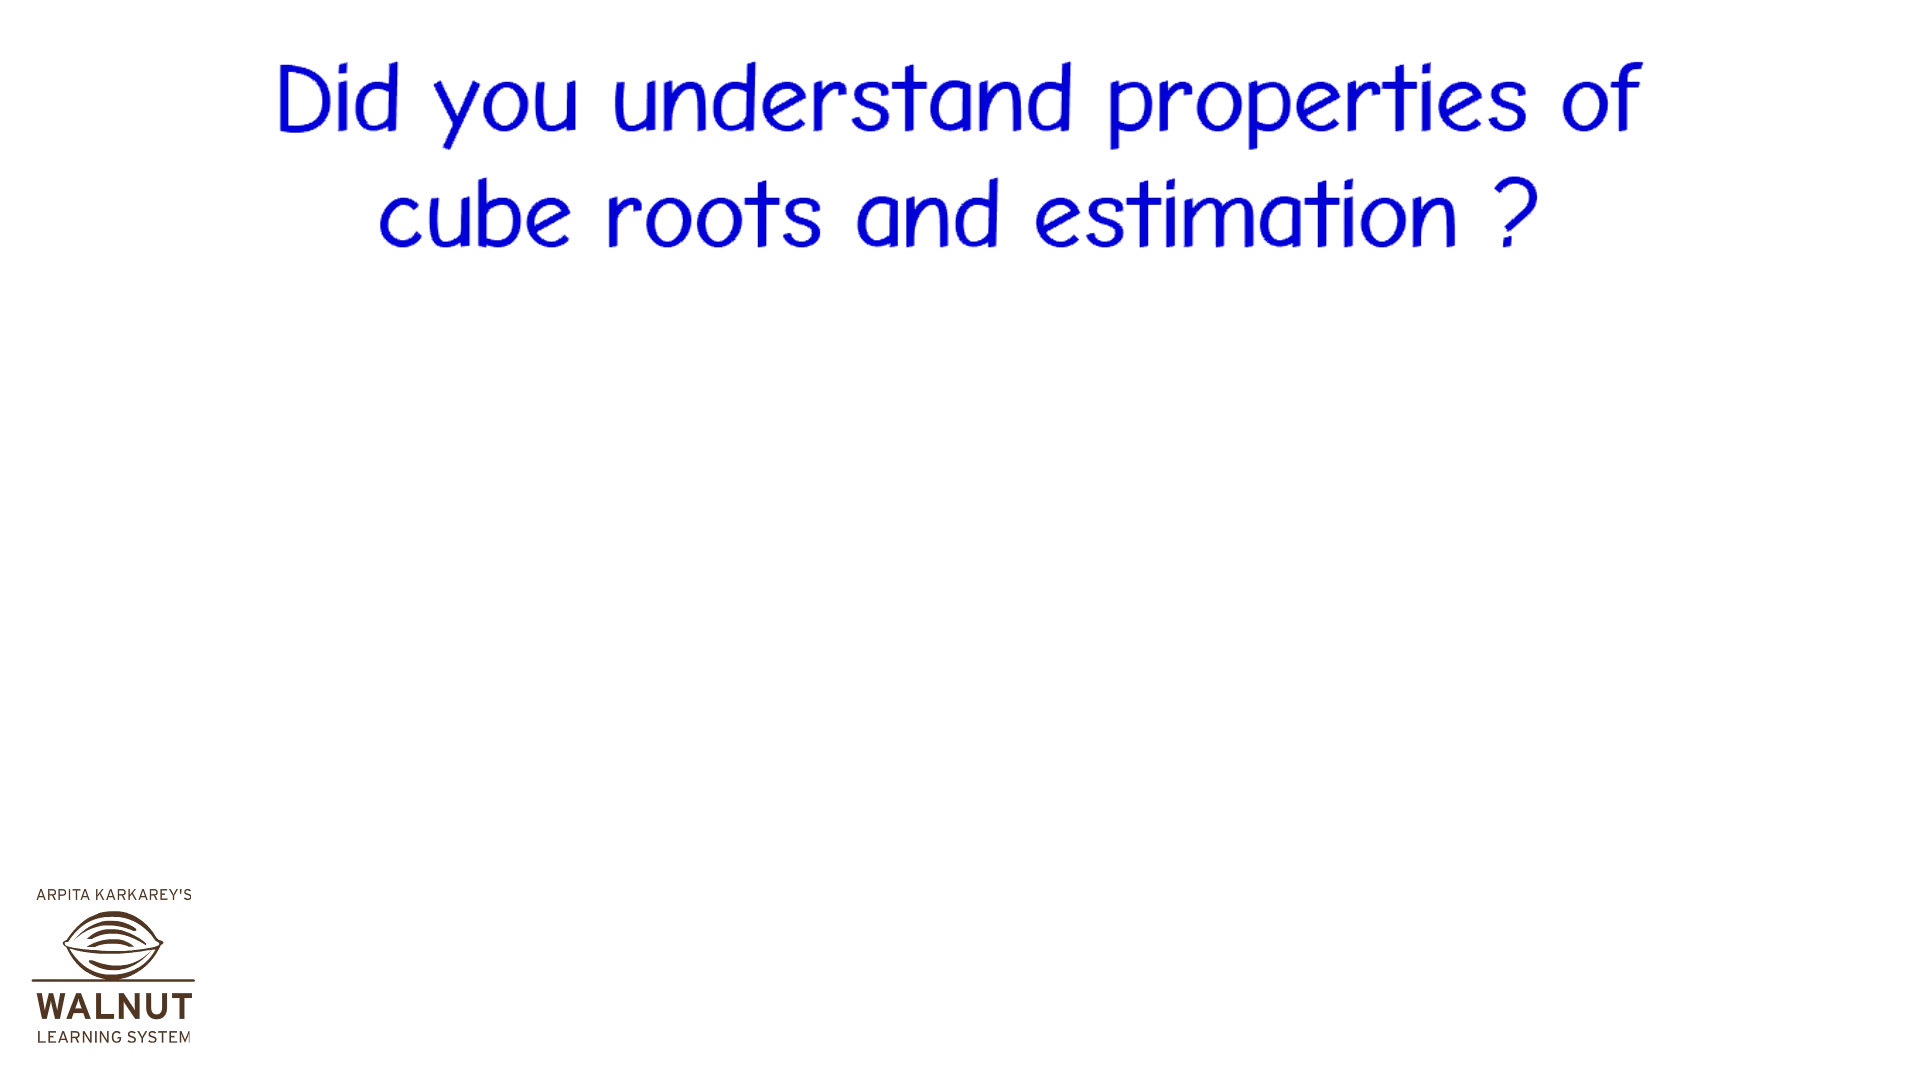 Did you understand properties of
cube roots and estimation ?
ARPITA KARKAREY'S
WALNUT
LEARNING SYSTEM